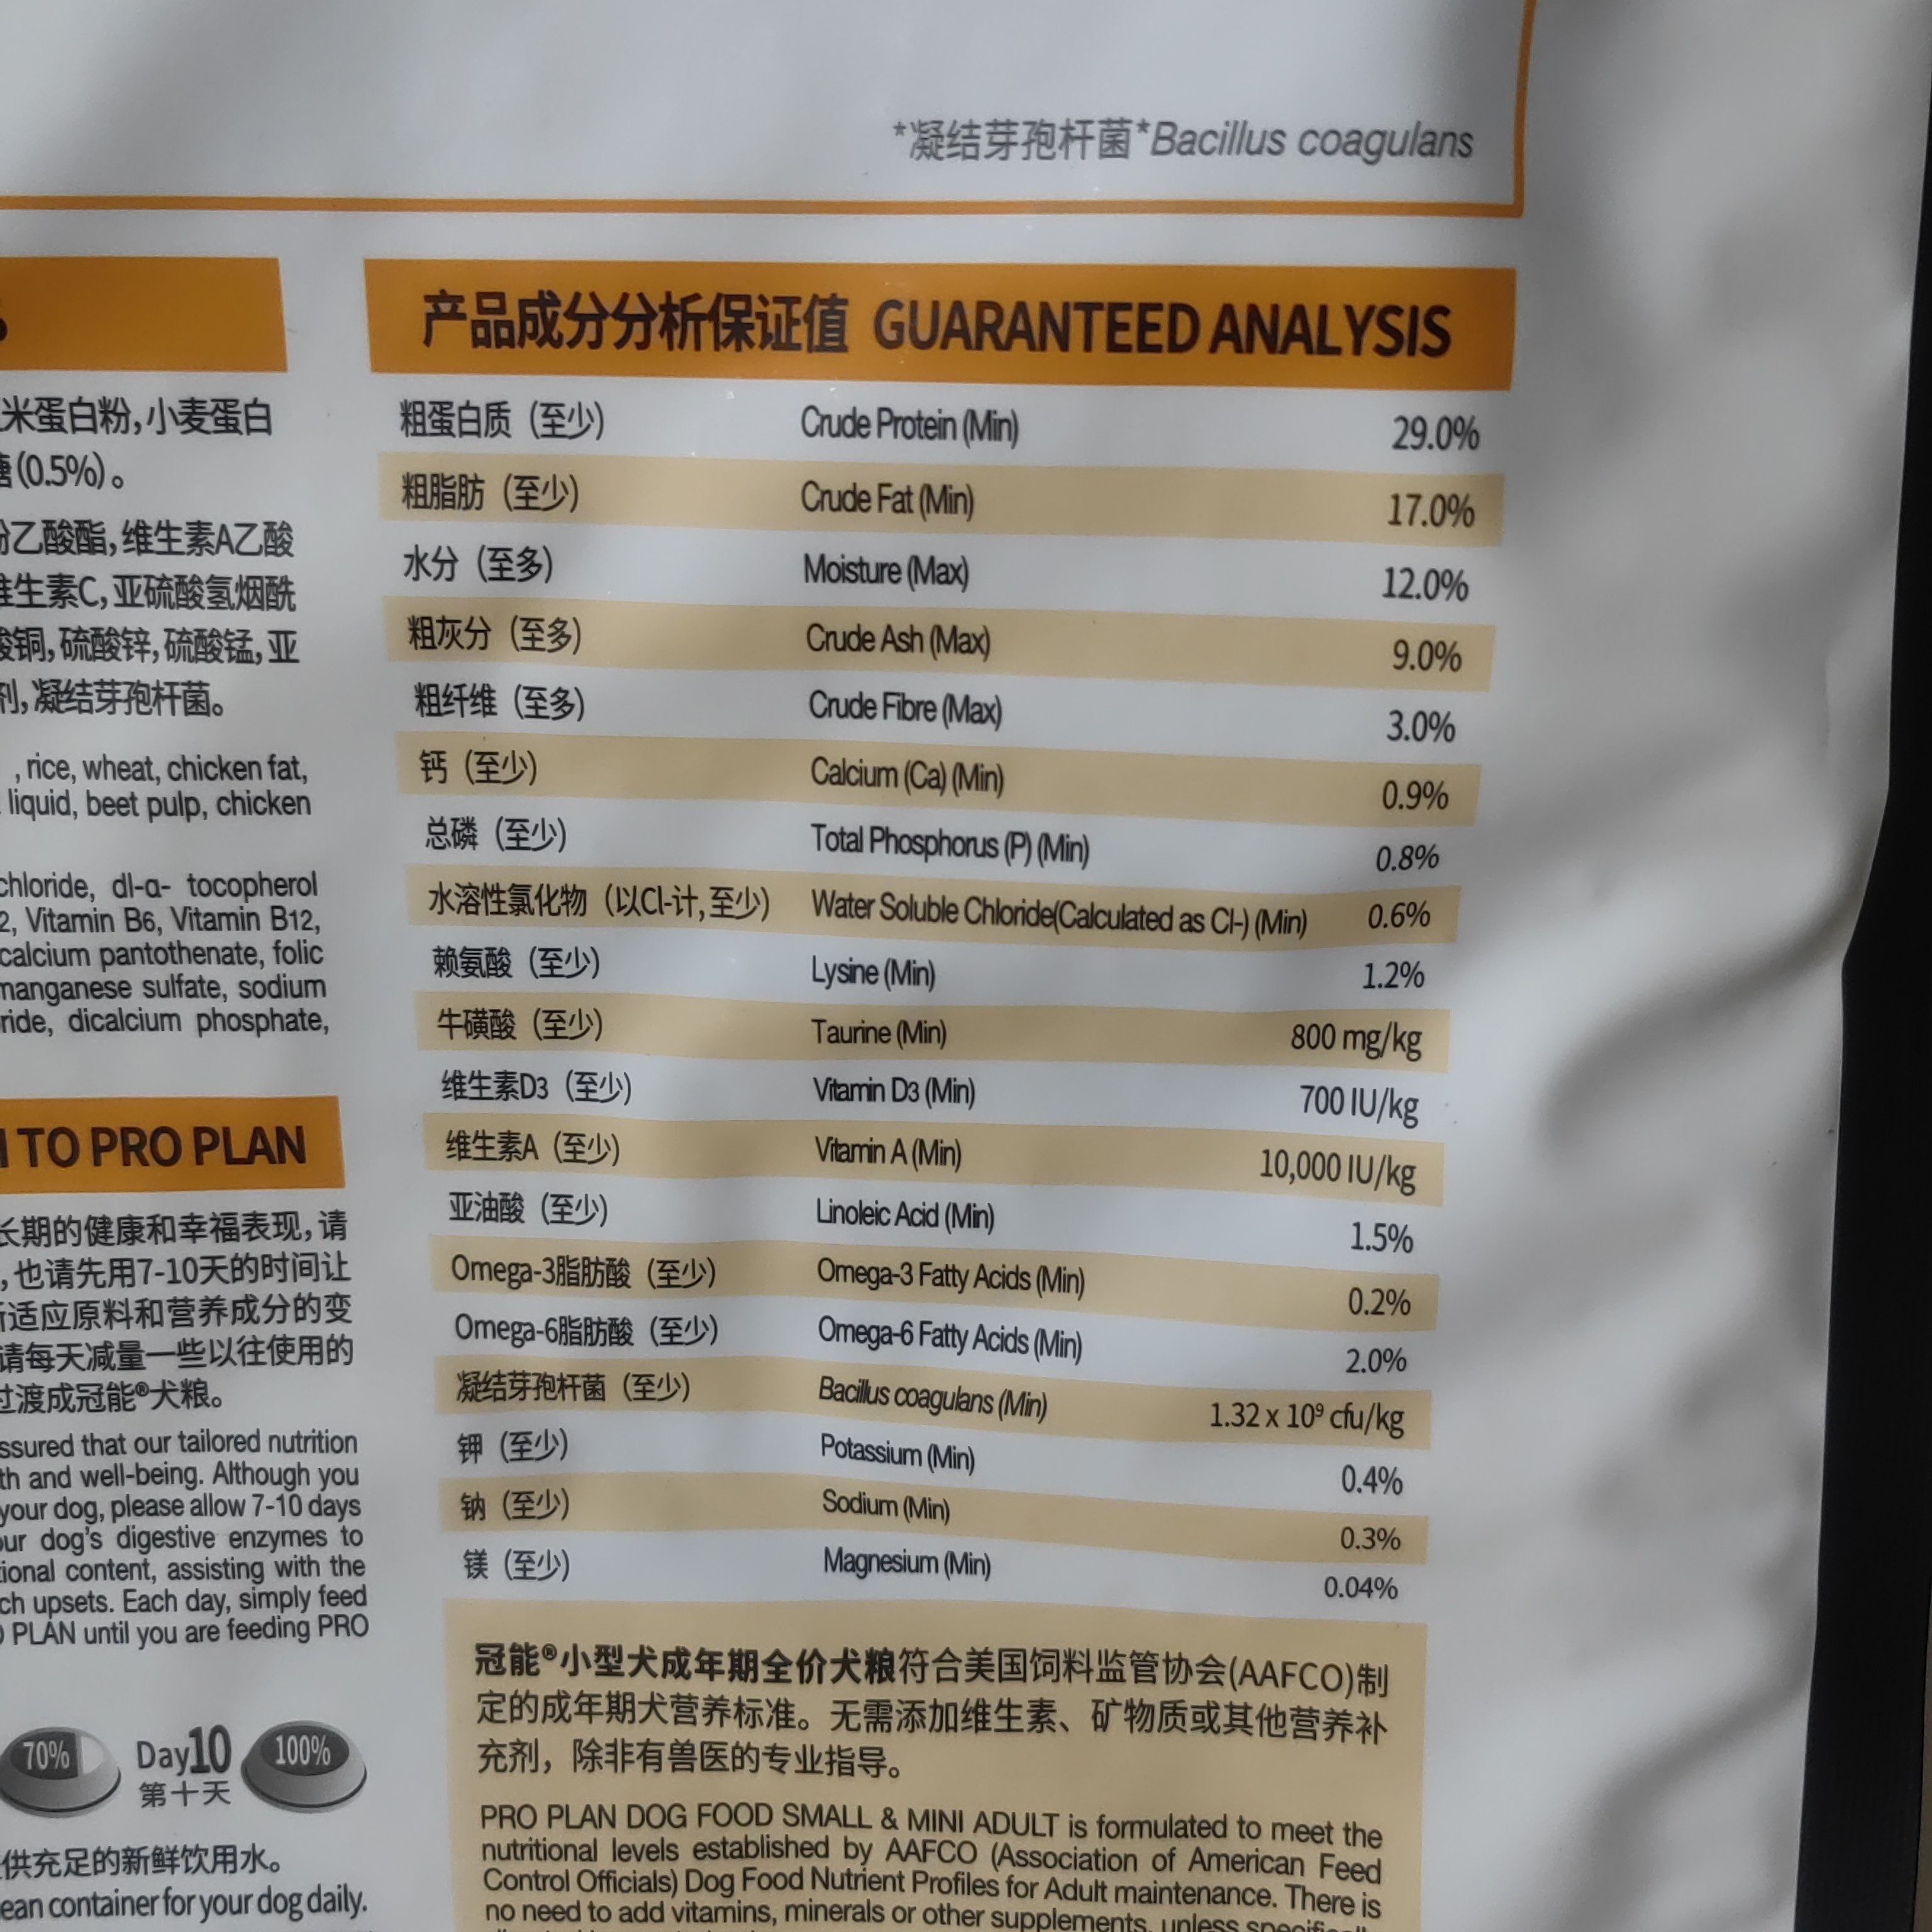 *凝结芽孢杆菌*Bacillus coagulans
米蛋白粉,小麦蛋白
(0.5%)。
乙酸酯,维生素A乙酸
生素C,亚硫酸氢烟酰
酸铜,硫酸锌,硫酸锰,亚
剂,凝结芽孢杆菌。
, rice, wheat, chicken fat,
liquid, beet pulp, chicken
chloride, dl-α- tocopherol
2, Vitamin B6, Vitamin B12,
calcium pantothenate, folic
manganese sulfate, sodium
ride, dicalcium phosphate,
TO PRO PLAN
长期的健康和幸福表现,请
,也请先用7-10天的时间让
适应原料和营养成分的变
请每天减量一些以往使用的
过渡成冠能®犬粮。
ssured that our tailored nutrition
th and well-being. Although you
your dog, please allow 7-10 days
ur dog's digestive enzymes to
tional content, assisting with the
ch upsets. Each day, simply feed
PLAN until you are feeding PRO
70% Day10 100%
第十天
供充足的新鲜饮用水。
ean container for your dog daily.
产品成分分析保证值 GUARANTEED ANALYSIS
粗蛋白质（至少） Crude Protein (Min) 29.0%
粗脂肪（至少） Crude Fat (Min) 17.0%
水分（至多） Moisture (Max) 12.0%
粗灰分（至多） Crude Ash (Max) 9.0%
粗纤维（至多） Crude Fibre (Max) 3.0%
钙（至少） Calcium (Ca) (Min) 0.9%
总磷（至少） Total Phosphorus (P) (Min) 0.8%
水溶性氯化物（以Cl-计,至少） Water Soluble Chloride(Calculated as Cl-) (Min) 0.6%
赖氨酸（至少） Lysine (Min) 1.2%
牛磺酸（至少） Taurine (Min) 800 mg/kg
维生素D3（至少） Vitamin D3 (Min) 700 IU/kg
维生素A（至少） Vitamin A (Min) 10,000 IU/kg
亚油酸（至少） Linoleic Acid (Min) 1.5%
Omega-3脂肪酸（至少） Omega-3 Fatty Acids (Min) 0.2%
Omega-6脂肪酸（至少） Omega-6 Fatty Acids (Min) 2.0%
凝结芽孢杆菌（至少） Bacillus coagulans (Min) 1.32 x 10⁹ cfu/kg
钾（至少） Potassium (Min) 0.4%
钠（至少） Sodium (Min) 0.3%
镁（至少） Magnesium (Min) 0.04%
冠能®小型犬成年期全价犬粮符合美国饲料监管协会(AAFCO)制
定的成年期犬营养标准。无需添加维生素、矿物质或其他营养补
充剂，除非有兽医的专业指导。
PRO PLAN DOG FOOD SMALL & MINI ADULT is formulated to meet the
nutritional levels established by AAFCO (Association of American Feed
Control Officials) Dog Food Nutrient Profiles for Adult maintenance. There is
no need to add vitamins, minerals or other supplements, unless